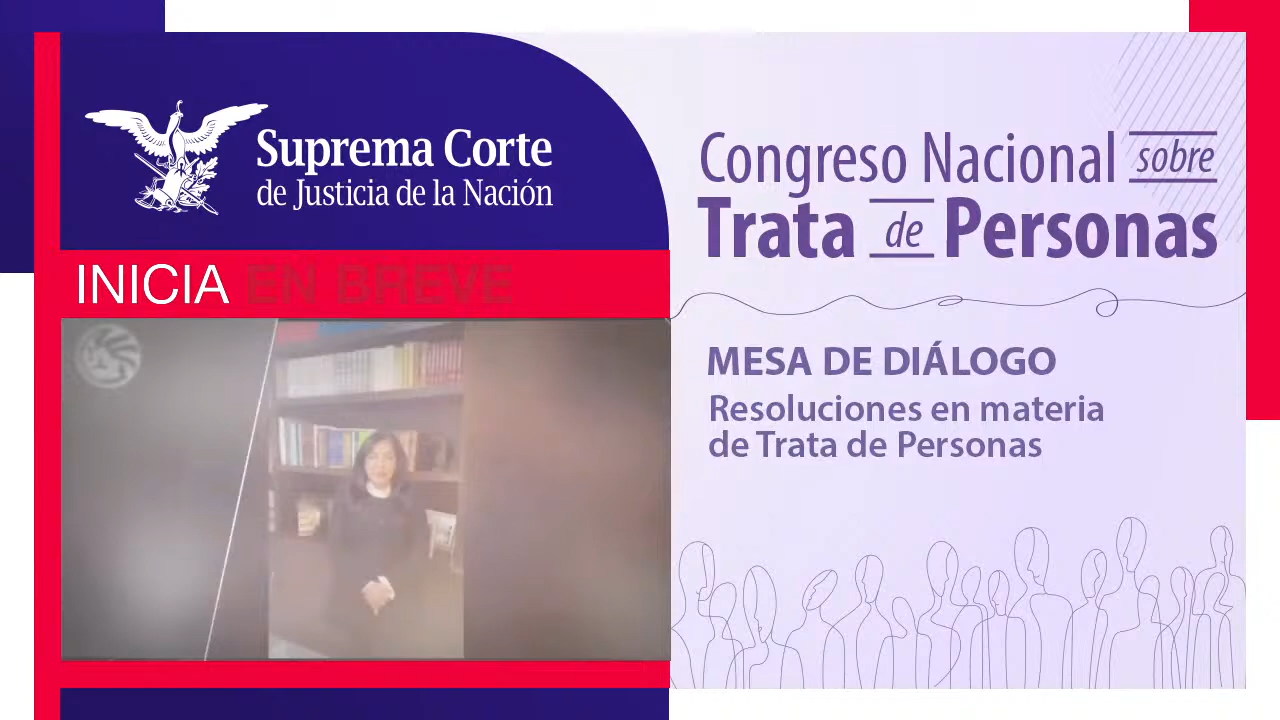 Suprema Corte
de Justicia de la Nación
INICIA EN BREVE
Congreso Nacional sobre
Trata de Personas
MESA DE DIÁLOGO
Resoluciones en materia
de Trata de Personas